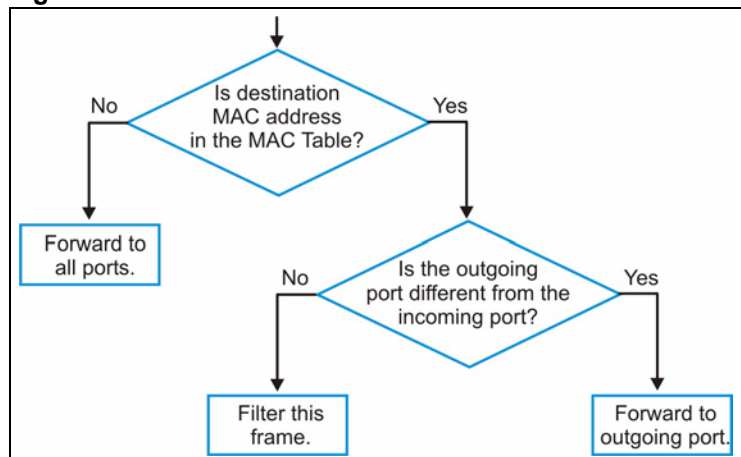 Is destination
MAC address
in the MAC Table?
No
Yes
Forward to
all ports.
Is the outgoing
port different from the
incoming port?
No
Yes
Filter this
frame.
Forward to
outgoing port.